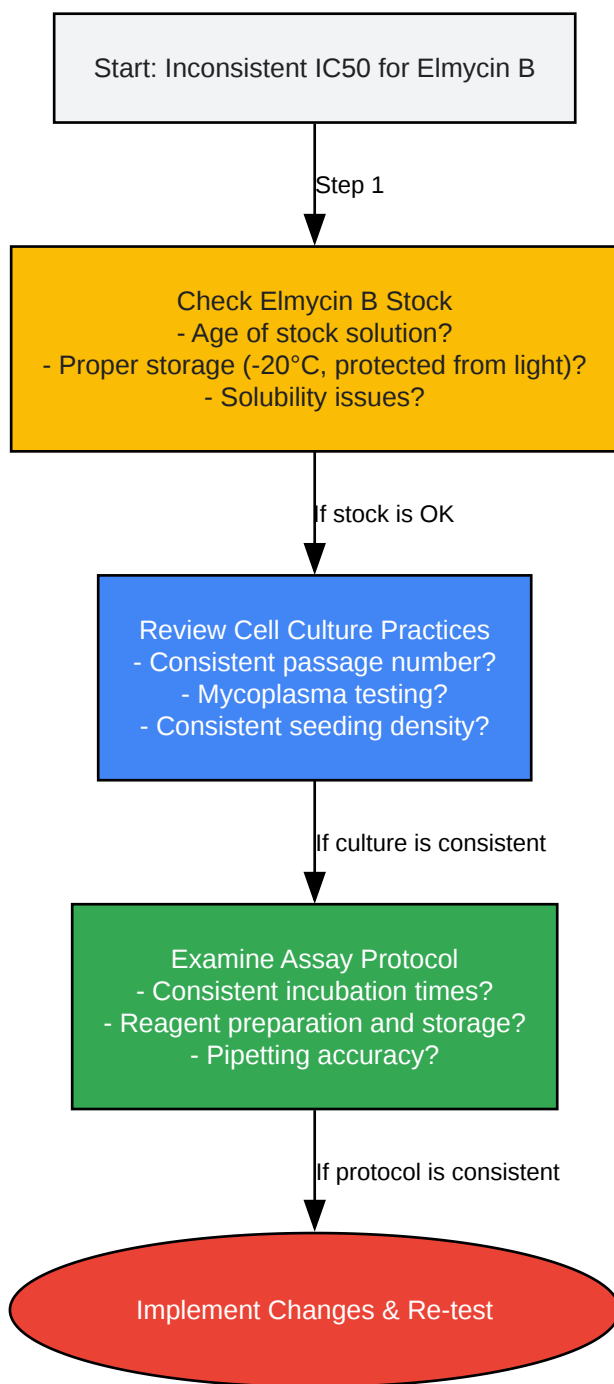 Start: Inconsistent IC50 for Elmycin B
Step 1
Check Elmycin B Stock
- Age of stock solution?
- Proper storage (-20°C, protected from light)?
- Solubility issues?
If stock is OK
Review Cell Culture Practices
- Consistent passage number?
- Mycoplasma testing?
- Consistent seeding density?
If culture is consistent
Examine Assay Protocol
- Consistent incubation times?
- Reagent preparation and storage?
- Pipetting accuracy?
If protocol is consistent
Implement Changes & Re-test